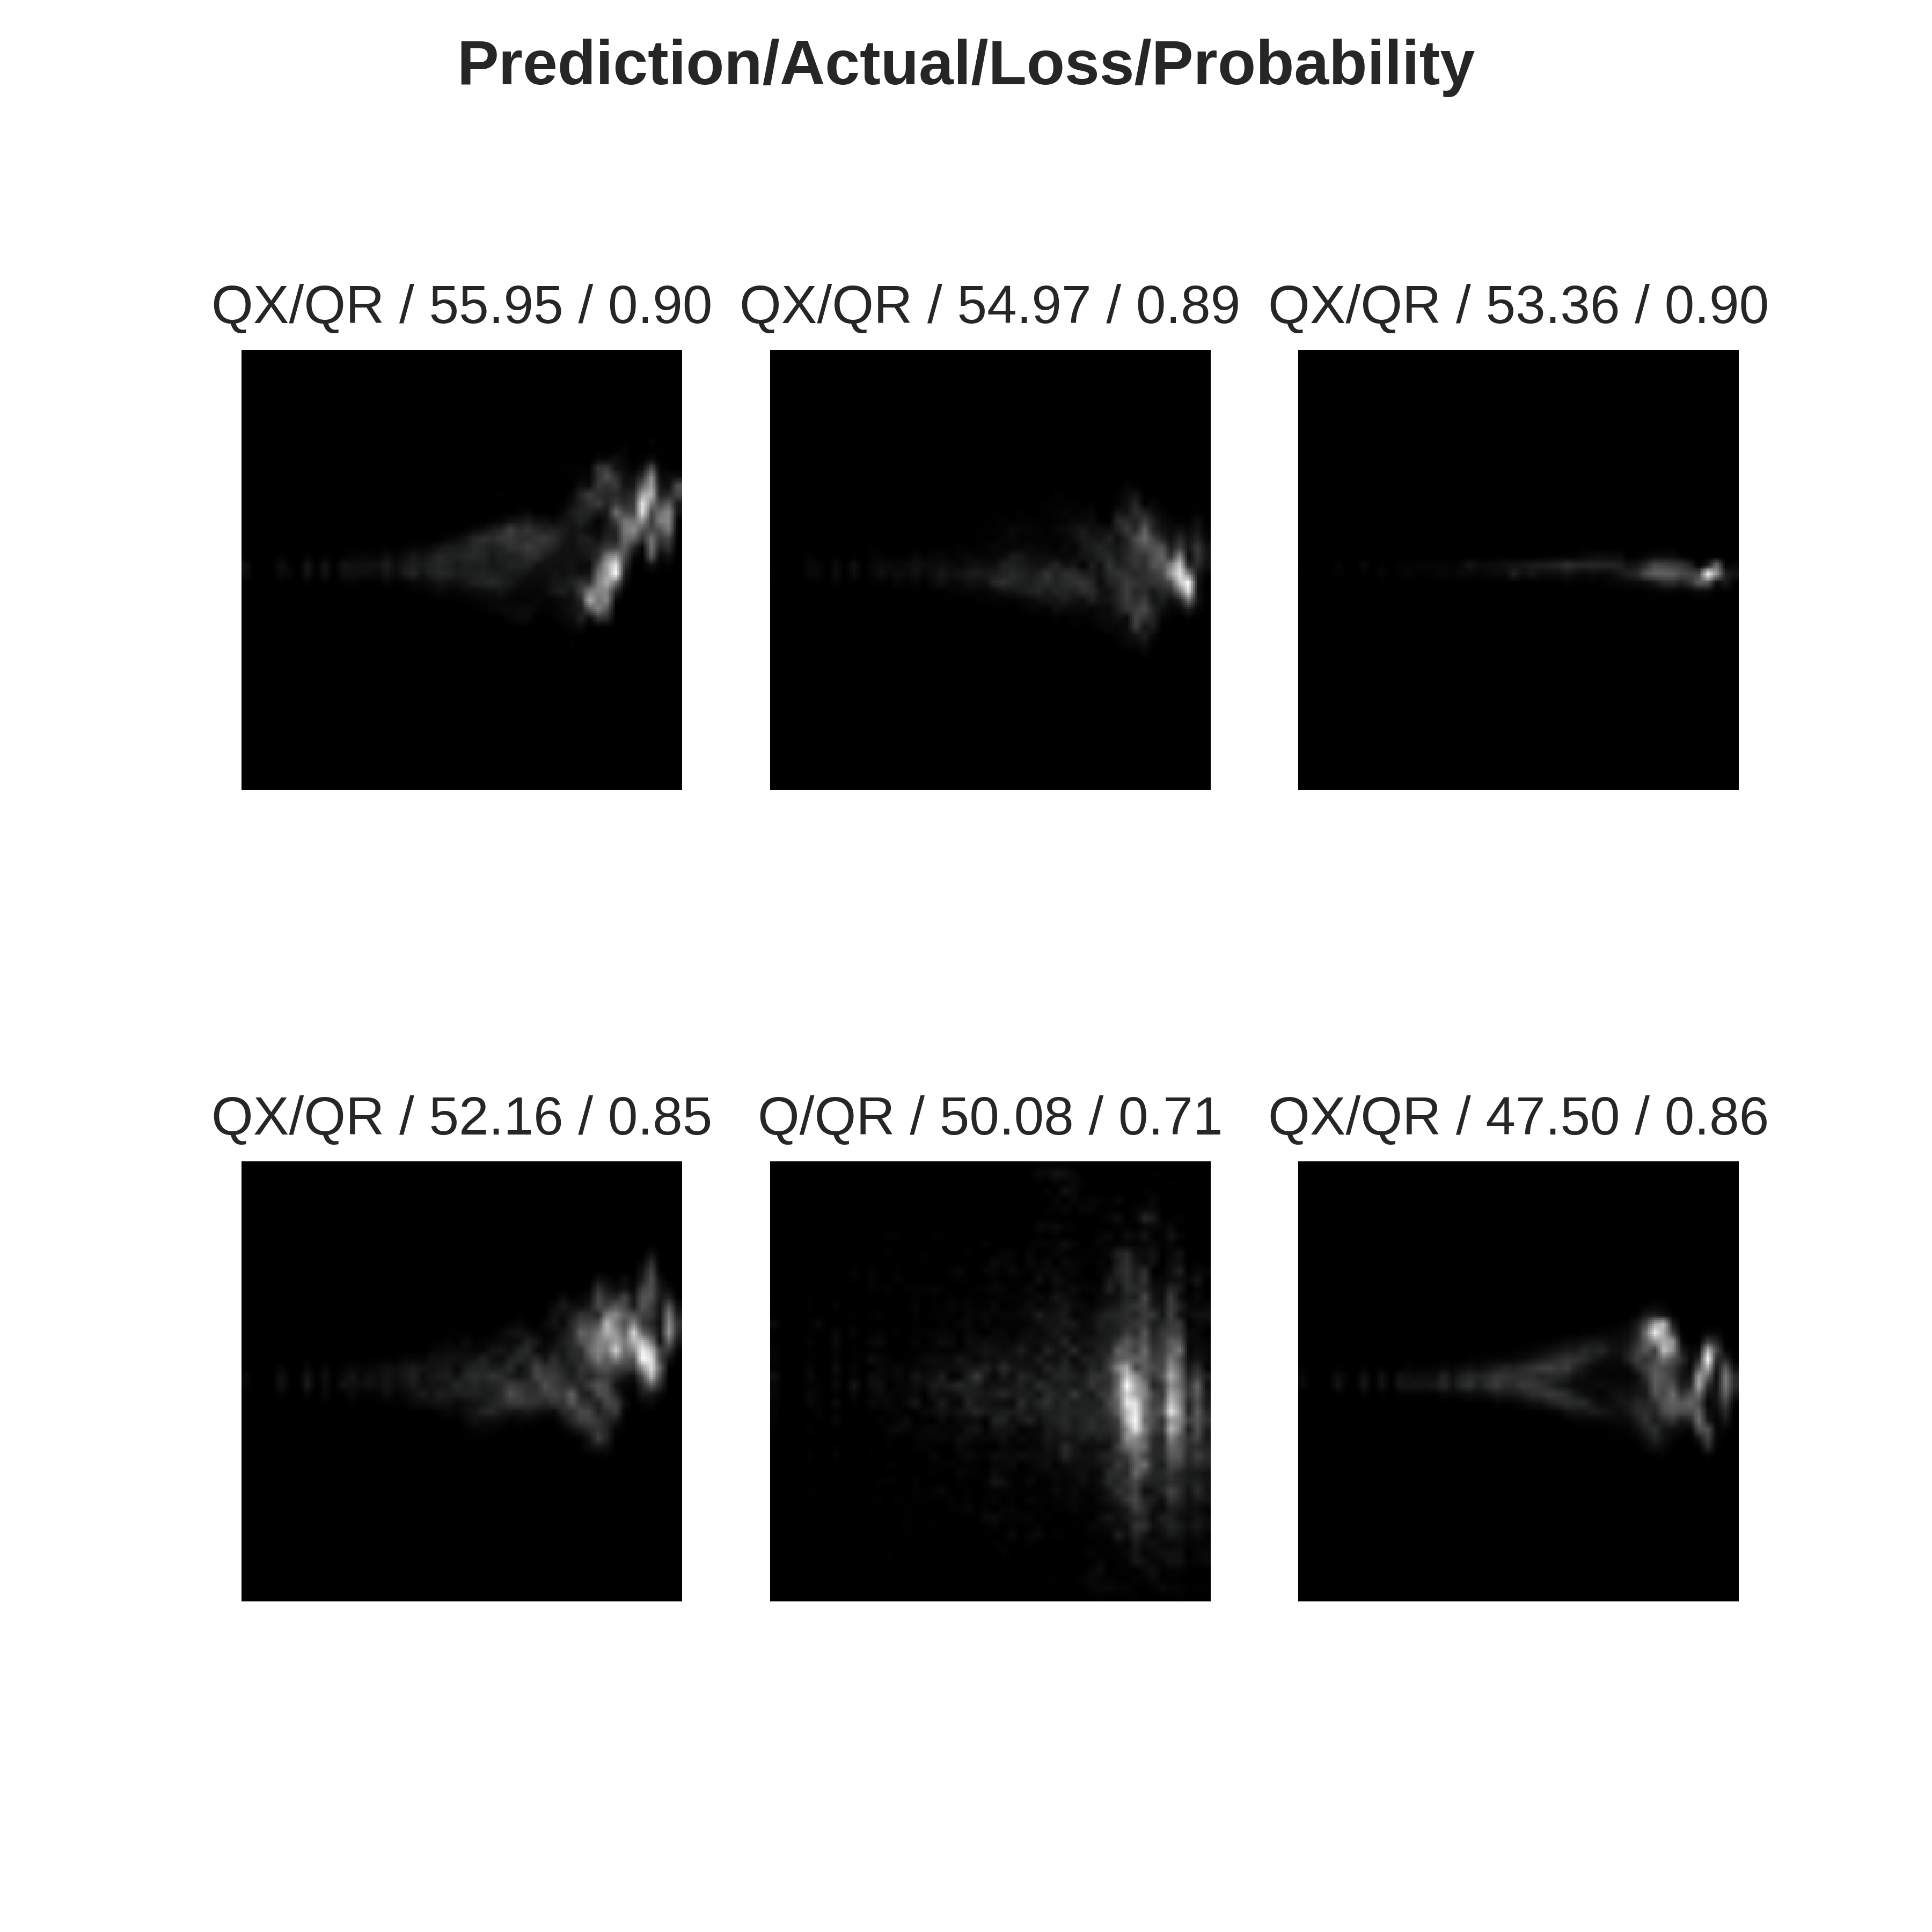 Prediction/Actual/Loss/Probability
QX/QR / 55.95 / 0.90 QX/QR / 54.97 / 0.89 QX/QR / 53.36 / 0.90
QX/QR / 52.16 / 0.85 Q/QR / 50.08 / 0.71 QX/QR / 47.50 / 0.86